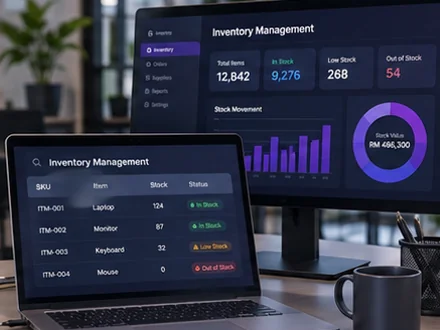 Inventory Management
Inventory
Orders
Suppliers
Reports
Settings
Total Items
12,842
In Stock
9,276
Low Stock
268
Out of Stock
54
Stock Movement
Stock Value
RM 466,300
Inventory Management
SKU Item Stock Status
ITM-001 Laptop 124 In Stock
ITM-002 Monitor 87 In Stock
ITM-003 Keyboard 32 Low Stock
ITM-004 Mouse 0 Out of Stock